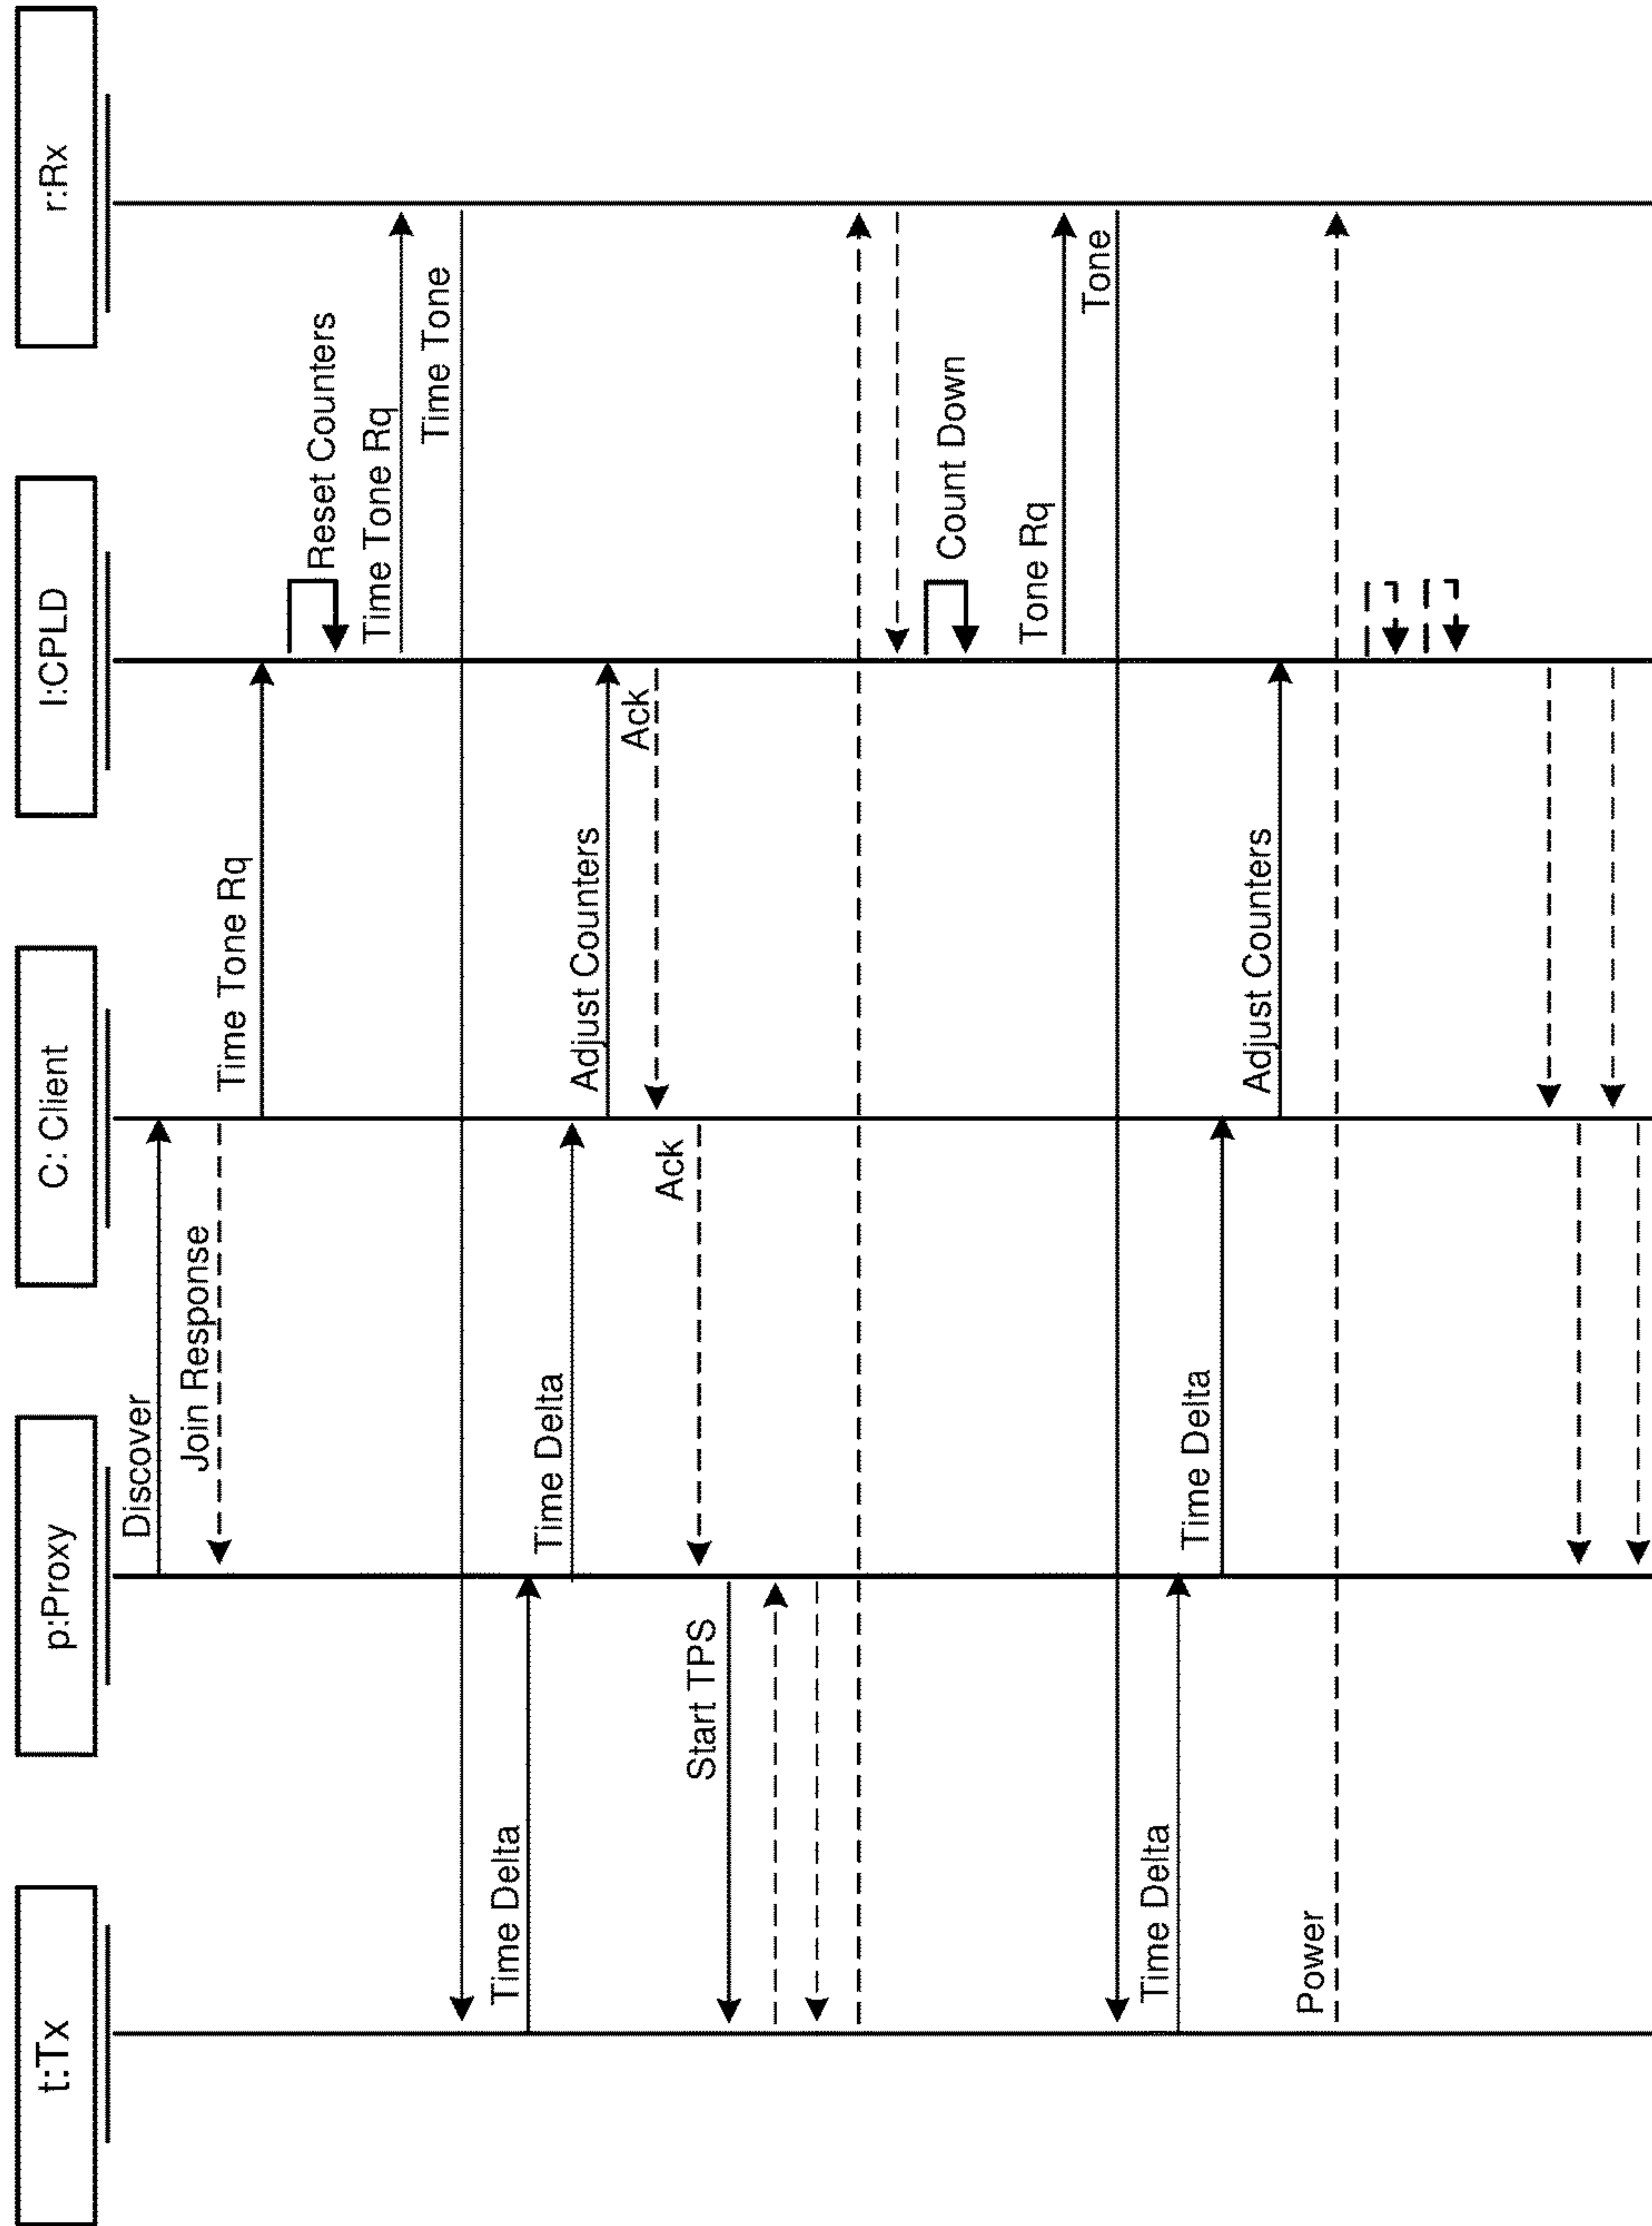 t:Tx
p:Proxy
C: Client
I:CPLD
r:Rx
Discover
Join Response
Time Tone Rq
Reset Counters
Time Tone Rq
Time Tone
Time Delta
Time Delta
Adjust Counters
Ack
Ack
Start TPS
Count Down
Tone Rq
Tone
Time Delta
Time Delta
Adjust Counters
Power